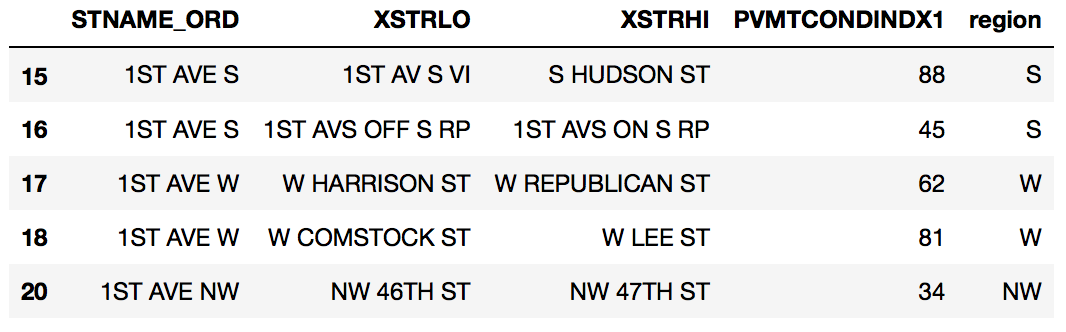 STNAME_ORD XSTRLO XSTRHI PVMTCONDINDX1 region
15 1ST AVE S 1ST AV S VI S HUDSON ST 88 S
16 1ST AVE S 1ST AVS OFF S RP 1ST AVS ON S RP 45 S
17 1ST AVE W W HARRISON ST W REPUBLICAN ST 62 W
18 1ST AVE W W COMSTOCK ST W LEE ST 81 W
20 1ST AVE NW NW 46TH ST NW 47TH ST 34 NW